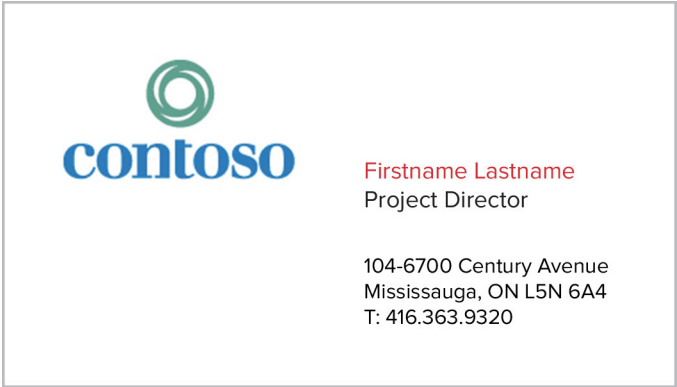 contoso
Firstname Lastname
Project Director
104-6700 Century Avenue
Mississauga, ON L5N 6A4
T: 416.363.9320